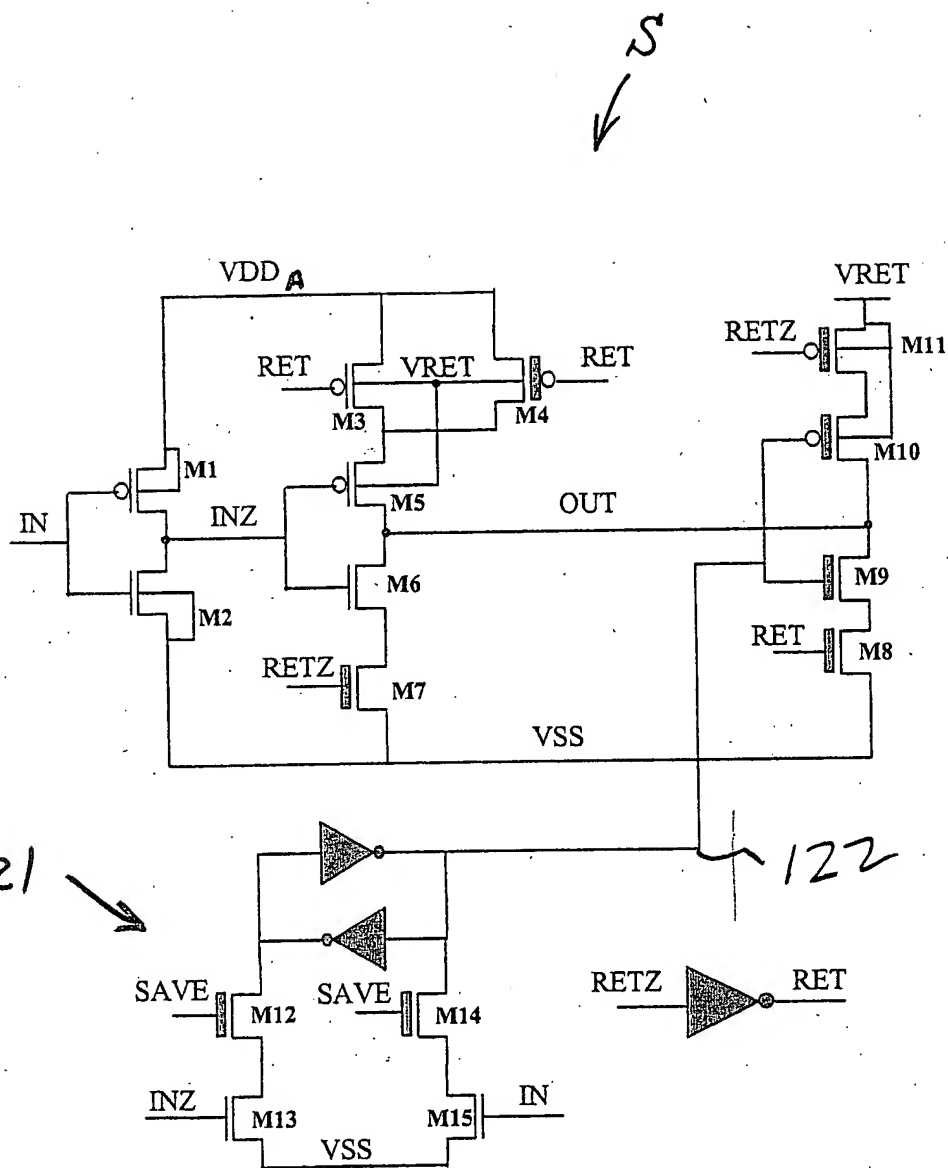 S
VDD A
VRET
RETZ
M11
RET
VRET
RET
M3
M4
M10
M1
M5
IN
INZ
OUT
M6
M9
M2
RET
RETZ
M8
M7
VSS
21
122
SAVE
SAVE
RETZ
RET
M12
M14
INZ
IN
M13
M15
VSS